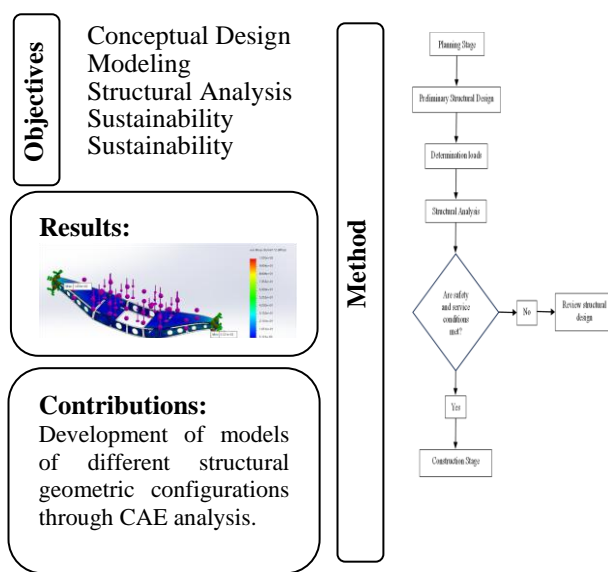 Objectives
Conceptual Design
Modeling
Structural Analysis
Sustainability
Sustainability
Results:
Contributions:
Development of models
of different structural
geometric configurations
through CAE analysis.
Method
Planning Stage
Preliminary Structural Design
Determination loads
Structural Analysis
Are safety
and service
conditions
met?
No
Review structural
design
Yes
Construction Stage